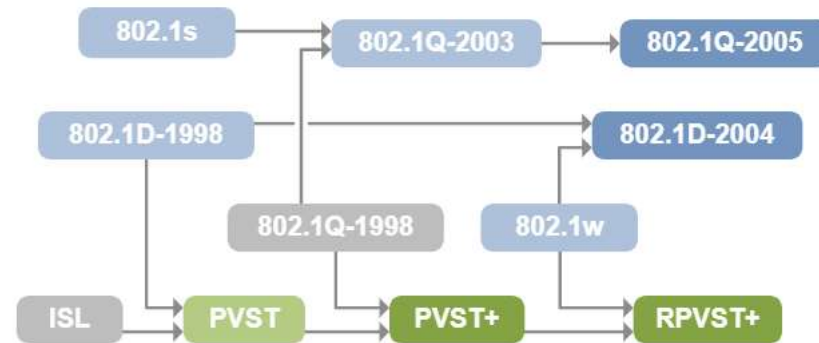 802.1s
802.1Q-2003
802.1Q-2005
802.1D-1998
802.1D-2004
802.1Q-1998
802.1w
ISL
PVST
PVST+
RPVST+